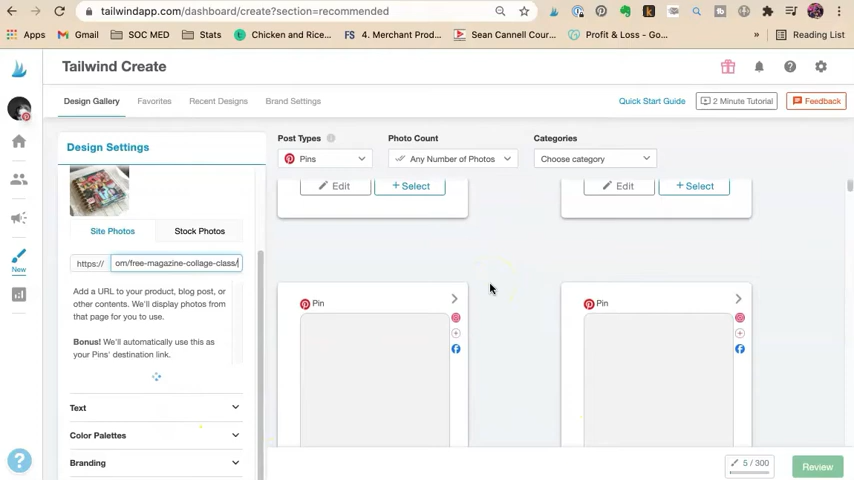 tailwindapp.com/dashboard/create?section=recommended
Apps
Gmail
SOC MED
Stats
Chicken and Rice...
FS 4. Merchant Prod...
Sean Cannell Cour...
Profit & Loss - Go...
»
Reading List
Tailwind Create
Design Gallery
Favorites
Recent Designs
Brand Settings
Quick Start Guide
2 Minute Tutorial
Feedback
Design Settings
Post Types
Photo Count
Categories
Pins
Any Number of Photos
Choose category
Edit
+ Select
Edit
+ Select
Site Photos
Stock Photos
https://
om/free-magazine-collage-class/
Add a URL to your product, blog post, or
other contents. We'll display photos from
that page for you to use.
Bonus! We'll automatically use this as
your Pins' destination link.
Text
Color Palettes
Branding
New
Pin
Pin
5 / 300
Review